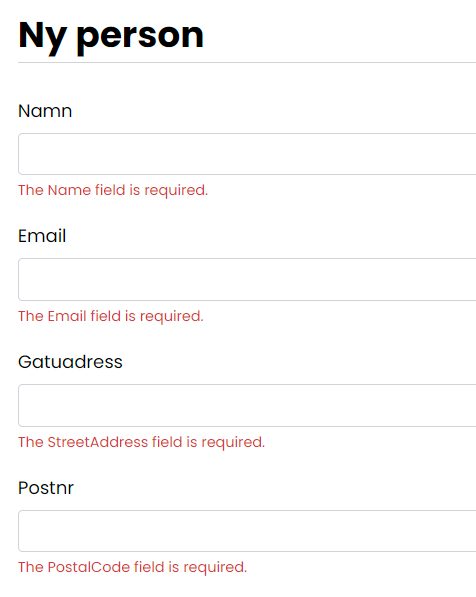 Ny person
Namn
The Name field is required.
Email
The Email field is required.
Gatuadress
The StreetAddress field is required.
Postnr
The PostalCode field is required.